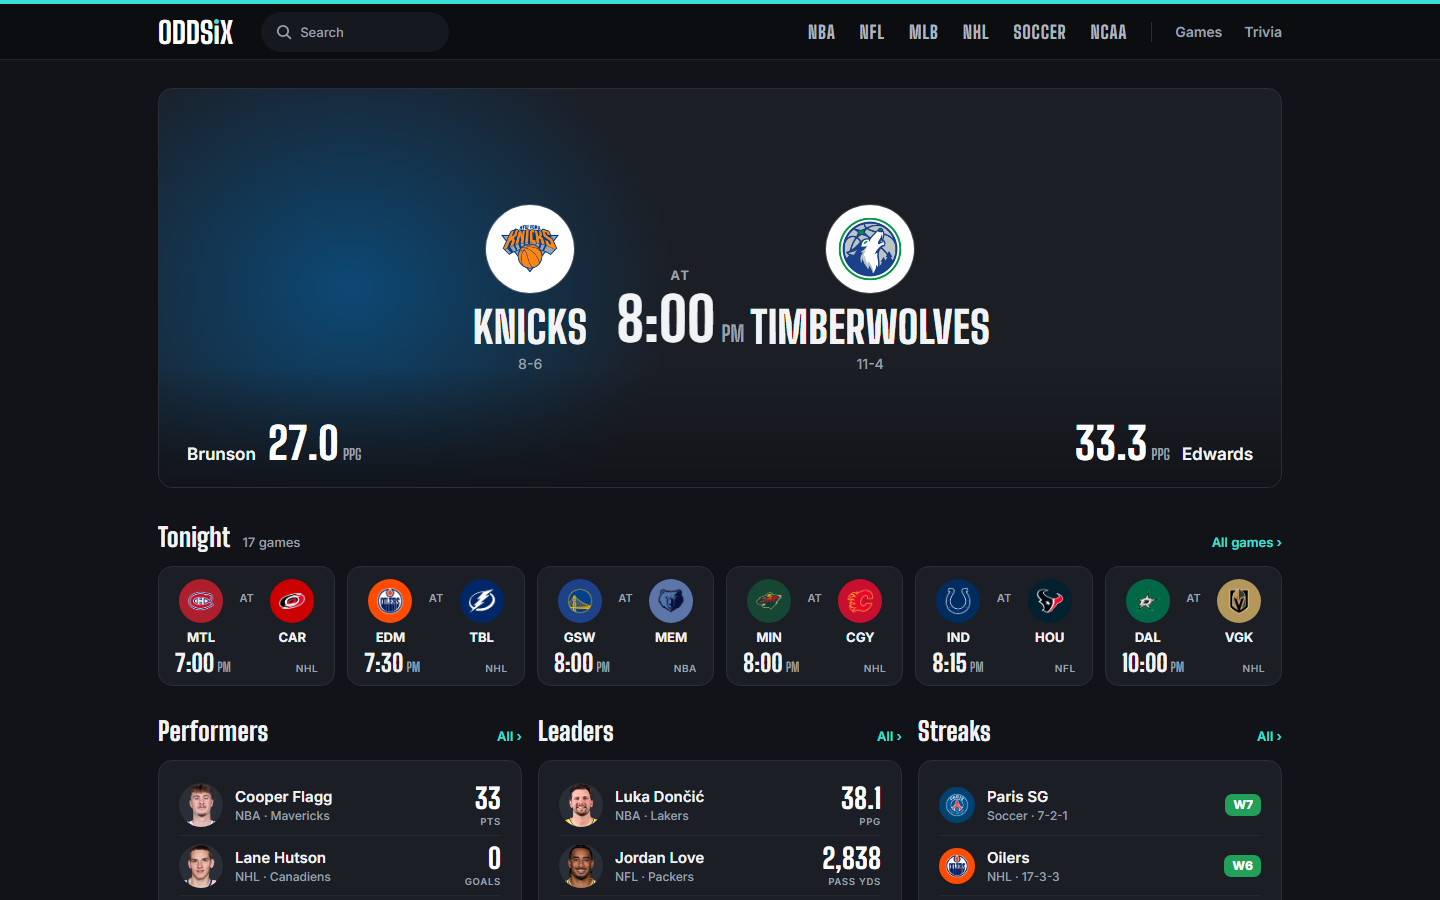 ODDSiX
Search
NBA NFL MLB NHL SOCCER NCAA Games Trivia
NEW YORK
KNICKS
AT
8:00 PM
KNICKS
8-6
TIMBERWOLVES
11-4
Brunson 27.0 PPG
33.3 PPG Edwards
Tonight 17 games
All games ›
MTL AT CAR
7:00 PM NHL
EDM AT TBL
7:30 PM NHL
GSW AT MEM
8:00 PM NBA
MIN AT CGY
8:00 PM NHL
IND AT HOU
8:15 PM NFL
DAL AT VGK
10:00 PM NHL
Performers
All ›
Cooper Flagg
NBA · Mavericks
33
PTS
Lane Hutson
NHL · Canadiens
0
GOALS
Leaders
All ›
Luka Dončić
NBA · Lakers
38.1
PPG
Jordan Love
NFL · Packers
2,838
PASS YDS
Streaks
All ›
Paris SG
Soccer · 7-2-1
W7
Oilers
NHL · 17-3-3
W6